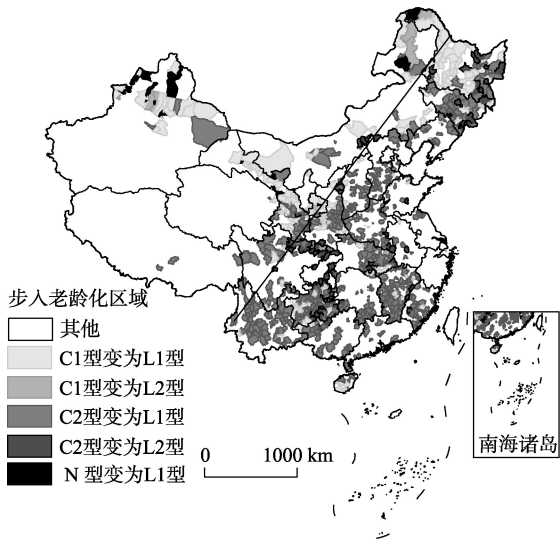 步入老龄化区域
其他
C1型变为L1型
C1型变为L2型
C2型变为L1型
C2型变为L2型
N 型变为L1型
0 1000 km
南海诸岛